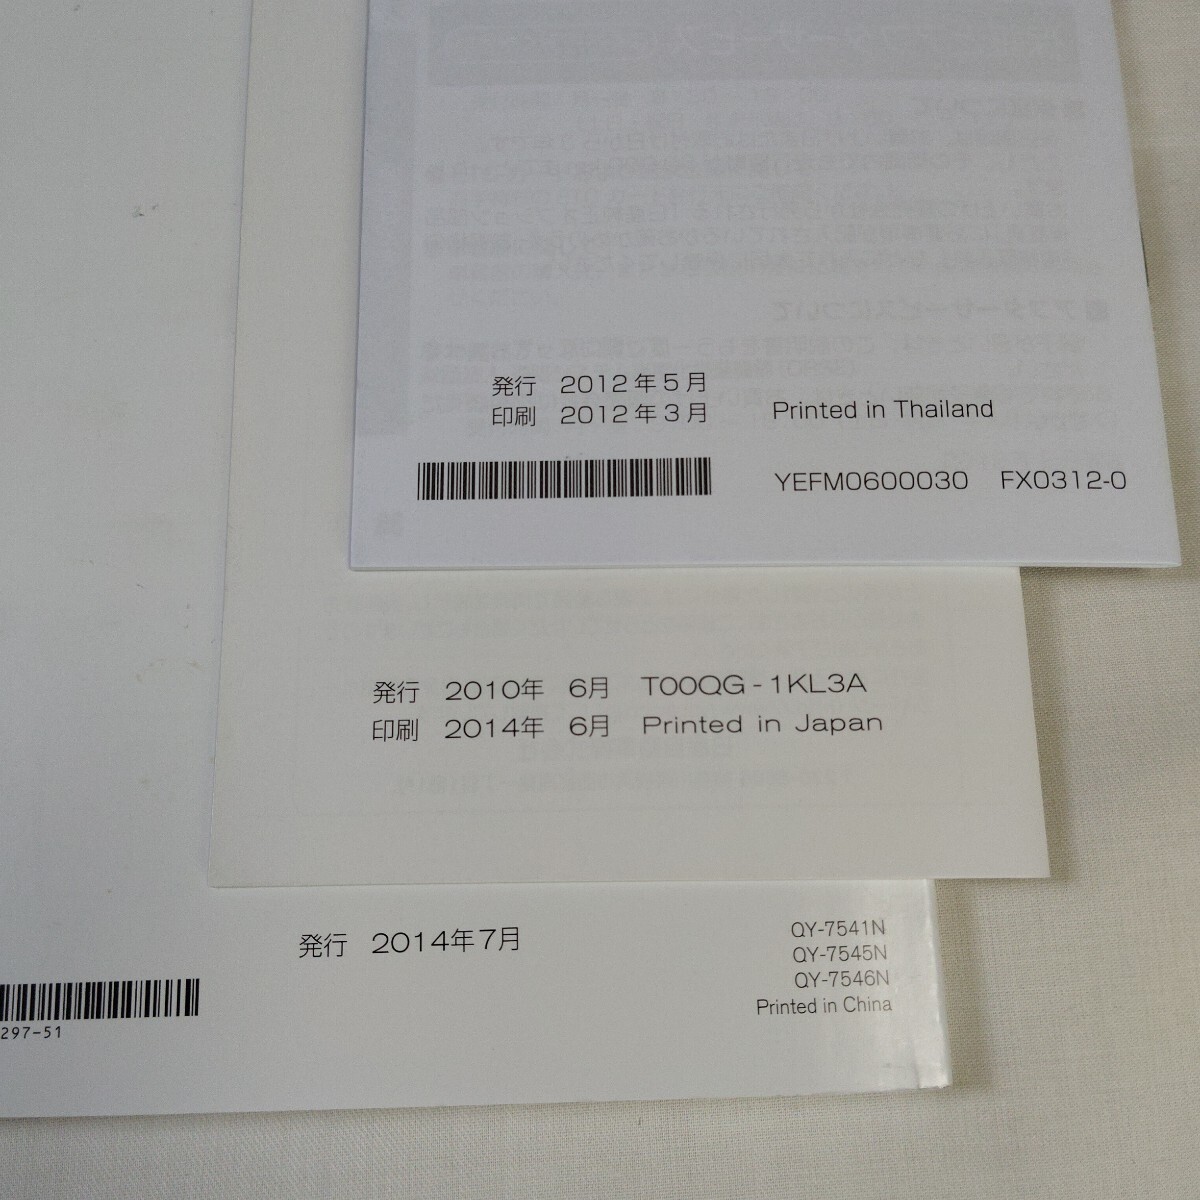 発行 2012年5月
印刷 2012年3月 Printed in Thailand
YEFM0600030 FX0312-0
発行 2010年 6月 T00QG-1KL3A
印刷 2014年 6月 Printed in Japan
発行 2014年7月
QY-7541N
QY-7545N
QY-7546N
Printed in China
297-51